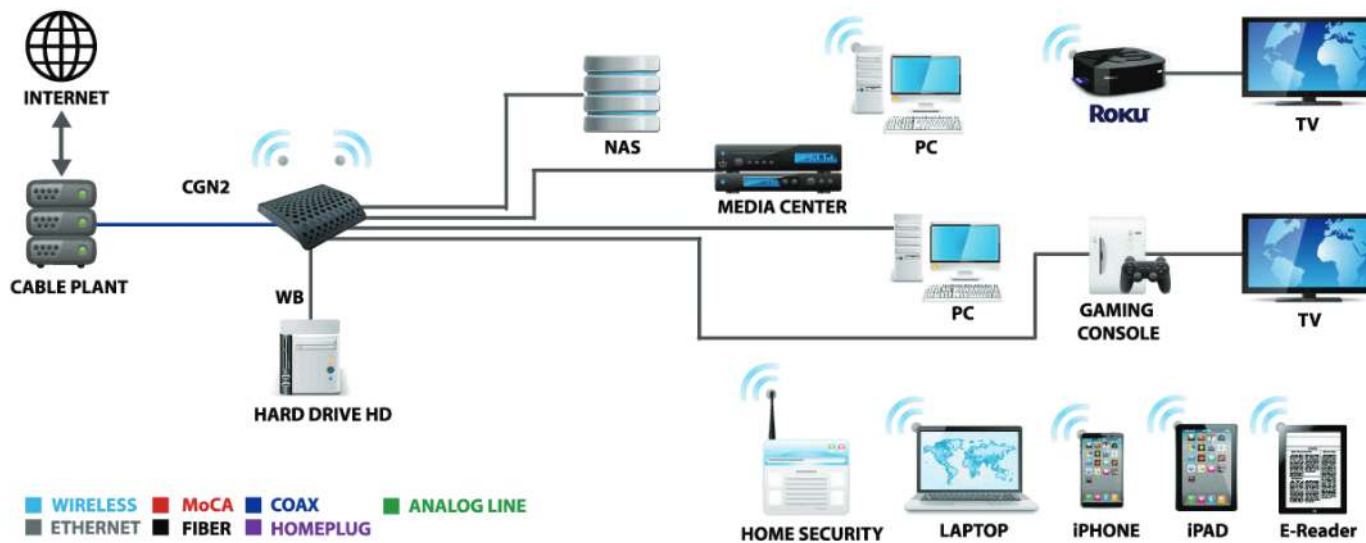 INTERNET
CGN2
CABLE PLANT
WB
HARD DRIVE HD
NAS
MEDIA CENTER
PC
ROKU
TV
PC
GAMING
CONSOLE
TV
HOME SECURITY
LAPTOP
iPHONE
iPAD
E-Reader
WIRELESS
MoCA
COAX
ANALOG LINE
ETHERNET
FIBER
HOMEPLUG